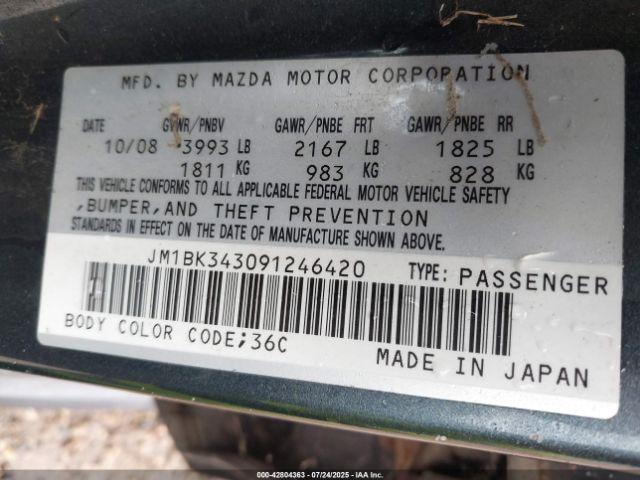 MFD. BY MAZDA MOTOR CORPORATION
DATE GVWR/PNBV GAWR/PNBE FRT GAWR/PNBE RR
10/08 3993 LB 2167 LB 1825 LB
1811 KG 983 KG 828 KG
THIS VEHICLE CONFORMS TO ALL APPLICABLE FEDERAL MOTOR VEHICLE SAFETY
,BUMPER,AND THEFT PREVENTION
STANDARDS IN EFFECT ON THE DATE OF MANUFACTURE SHOWN ABOVE.
JM1BK343091246420 TYPE: PASSENGER
BODY COLOR CODE;36C
MADE IN JAPAN
000-42804363 | 07/24/2025 | IAA Inc.